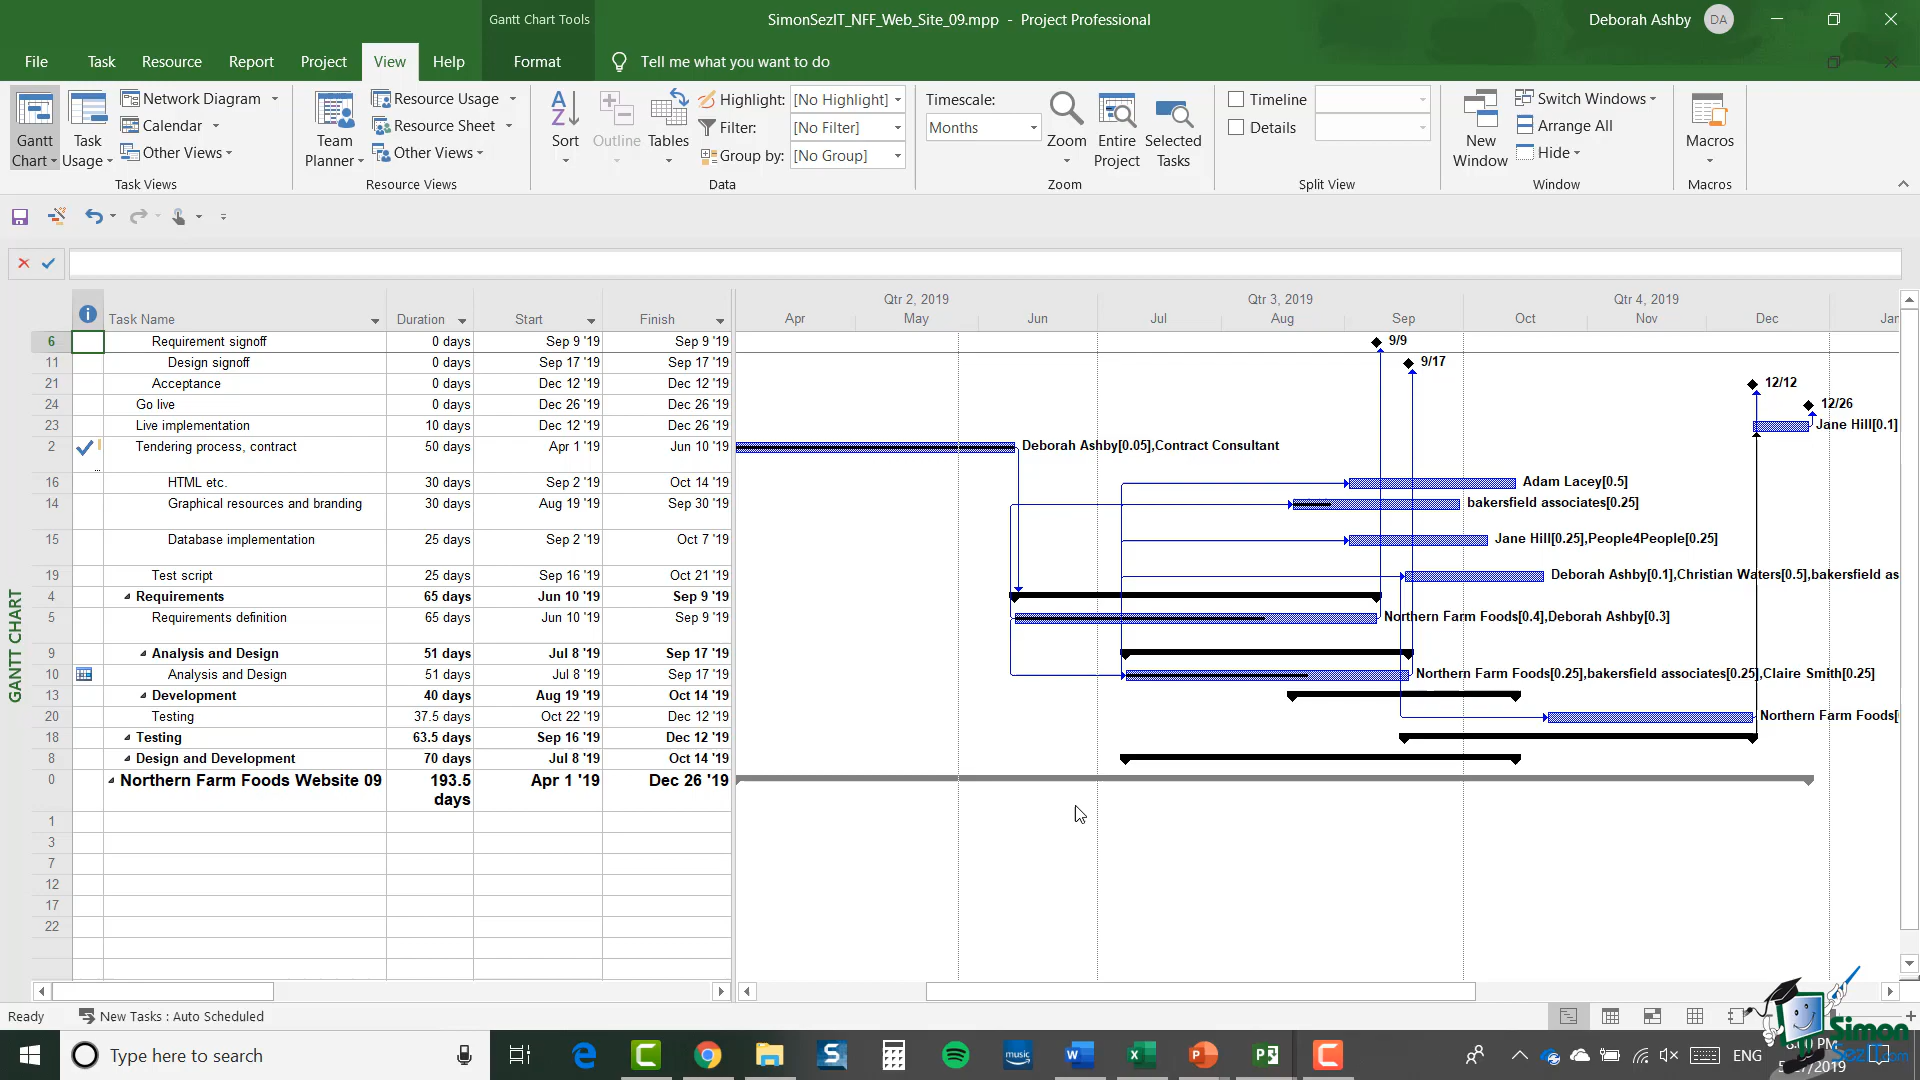 Gantt Chart Tools
SimonSezIT_NFF_Web_Site_09.mpp - Project Professional
Deborah Ashby DA
File Task Resource Report Project View Help Format Tell me what you want to do
Gantt Chart
Task Usage
Network Diagram
Calendar
Other Views
Task Views
Team Planner
Resource Usage
Resource Sheet
Other Views
Resource Views
Sort
Outline
Tables
Highlight: [No Highlight]
Filter: [No Filter]
Group by: [No Group]
Data
Timescale:
Months
Zoom
Entire Project
Selected Tasks
Zoom
Timeline
Details
Split View
New Window
Switch Windows
Arrange All
Hide
Window
Macros
Macros
GANTT CHART
Task Name Duration Start Finish
Qtr 2, 2019 Qtr 3, 2019 Qtr 4, 2019
Apr May Jun Jul Aug Sep Oct Nov Dec Jan
6 Requirement signoff 0 days Sep 9 '19 Sep 9 '19 9/9
11 Design signoff 0 days Sep 17 '19 Sep 17 '19 9/17
21 Acceptance 0 days Dec 12 '19 Dec 12 '19 12/12
24 Go live 0 days Dec 26 '19 Dec 26 '19 12/26
23 Live implementation 10 days Dec 12 '19 Dec 26 '19 Jane Hill[0.1]
2 Tendering process, contract 50 days Apr 1 '19 Jun 10 '19 Deborah Ashby[0.05],Contract Consultant
16 HTML etc. 30 days Sep 2 '19 Oct 14 '19 Adam Lacey[0.5]
14 Graphical resources and branding 30 days Aug 19 '19 Sep 30 '19 bakersfield associates[0.25]
15 Database implementation 25 days Sep 2 '19 Oct 7 '19 Jane Hill[0.25],People4People[0.25]
19 Test script 25 days Sep 16 '19 Oct 21 '19 Deborah Ashby[0.1],Christian Waters[0.5],bakersfield as
4 Requirements 65 days Jun 10 '19 Sep 9 '19
5 Requirements definition 65 days Jun 10 '19 Sep 9 '19 Northern Farm Foods[0.4],Deborah Ashby[0.3]
9 Analysis and Design 51 days Jul 8 '19 Sep 17 '19
10 Analysis and Design 51 days Jul 8 '19 Sep 17 '19 Northern Farm Foods[0.25],bakersfield associates[0.25],Claire Smith[0.25]
13 Development 40 days Aug 19 '19 Oct 14 '19
20 Testing 37.5 days Oct 22 '19 Dec 12 '19 Northern Farm Foods[
18 Testing 63.5 days Sep 16 '19 Dec 12 '19
8 Design and Development 70 days Jul 8 '19 Oct 14 '19
0 Northern Farm Foods Website 09 193.5 days Apr 1 '19 Dec 26 '19
1
3
7
12
17
22
Ready New Tasks : Auto Scheduled
Type here to search
music
ENG
PM
Simon
SezIT.com